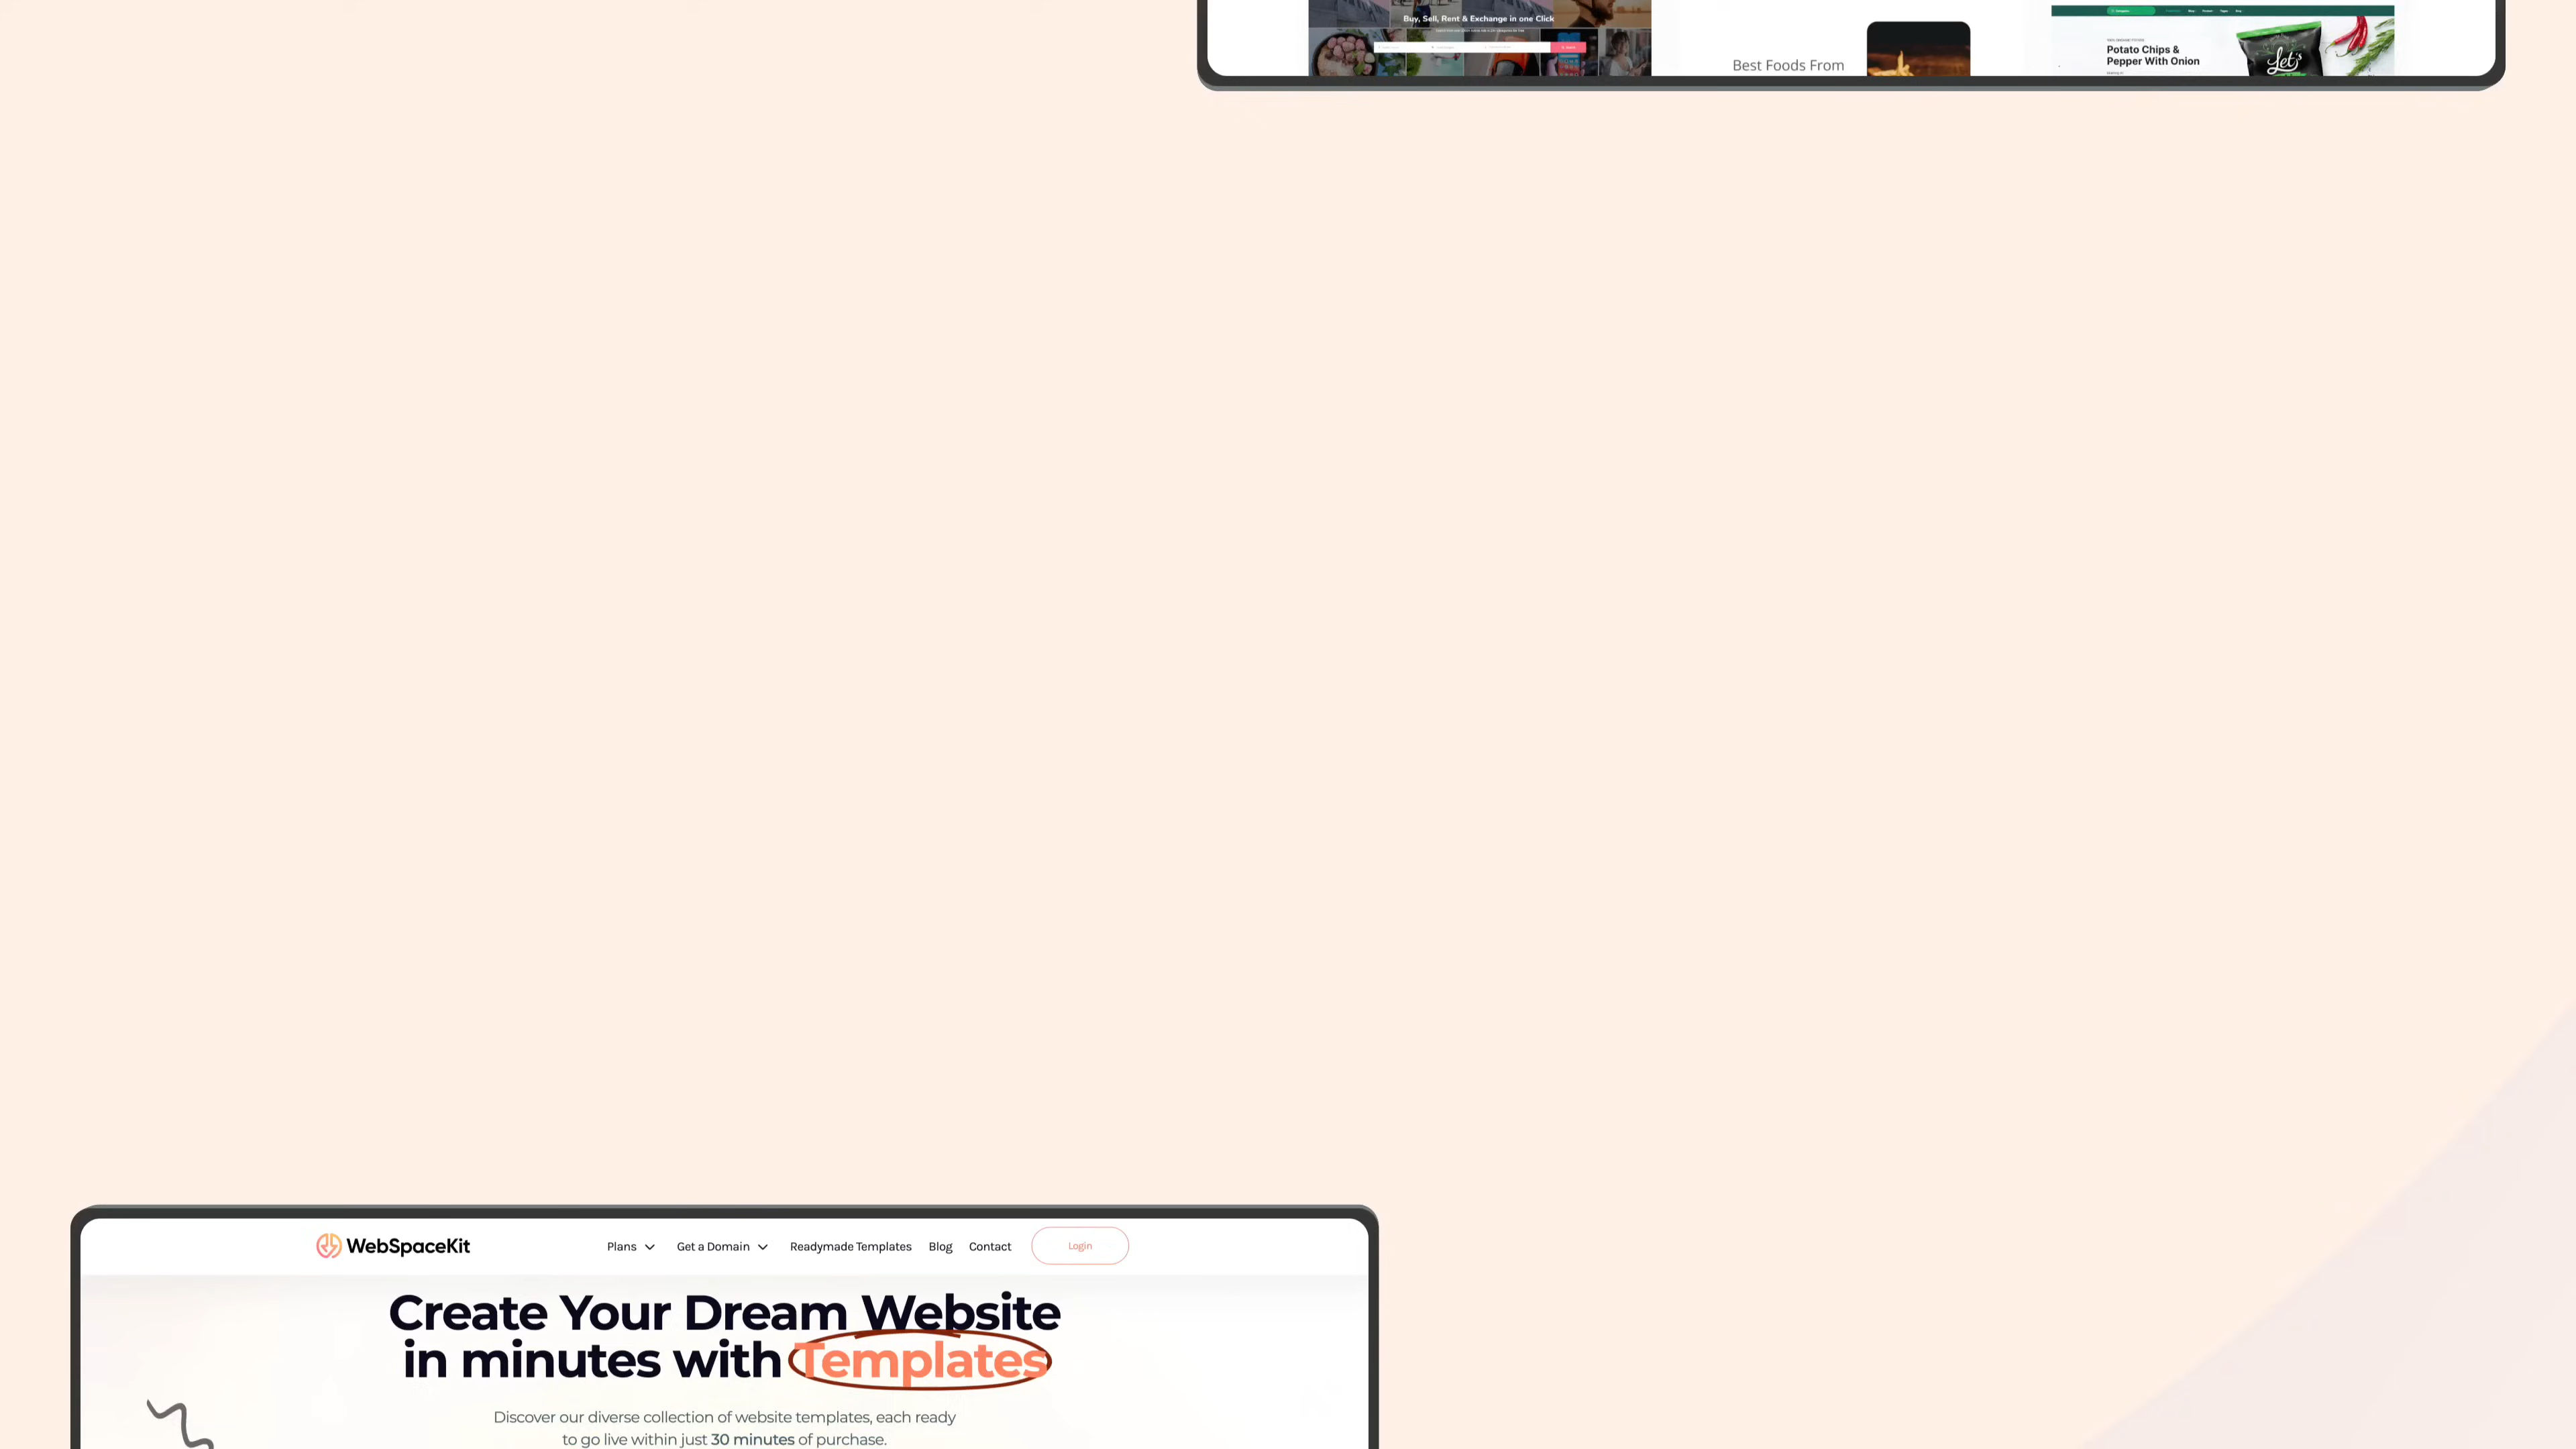 Buy, Sell, Rent & Exchange in one Click
Best Foods From
Potato Chips &
Pepper With Onion
Let's
WebSpaceKit
Plans
Get a Domain
Readymade Templates
Blog
Contact
Login
Create Your Dream Website
in minutes with Templates
Discover our diverse collection of website templates, each ready
to go live within just 30 minutes of purchase.